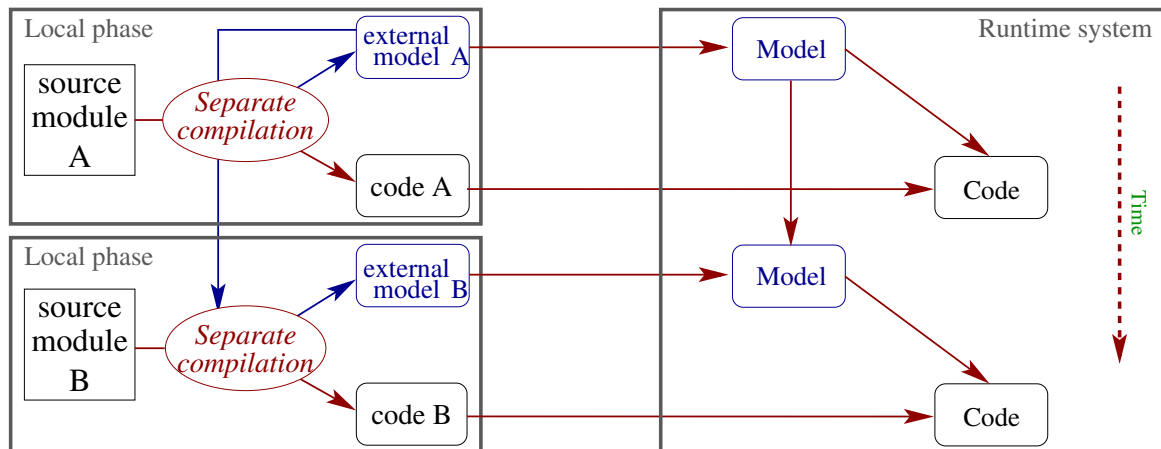 Local phase
source
module
A
Separate
compilation
external
model A
code A
Local phase
source
module
B
Separate
compilation
external
model B
code B
Runtime system
Model
Code
Model
Code
Time